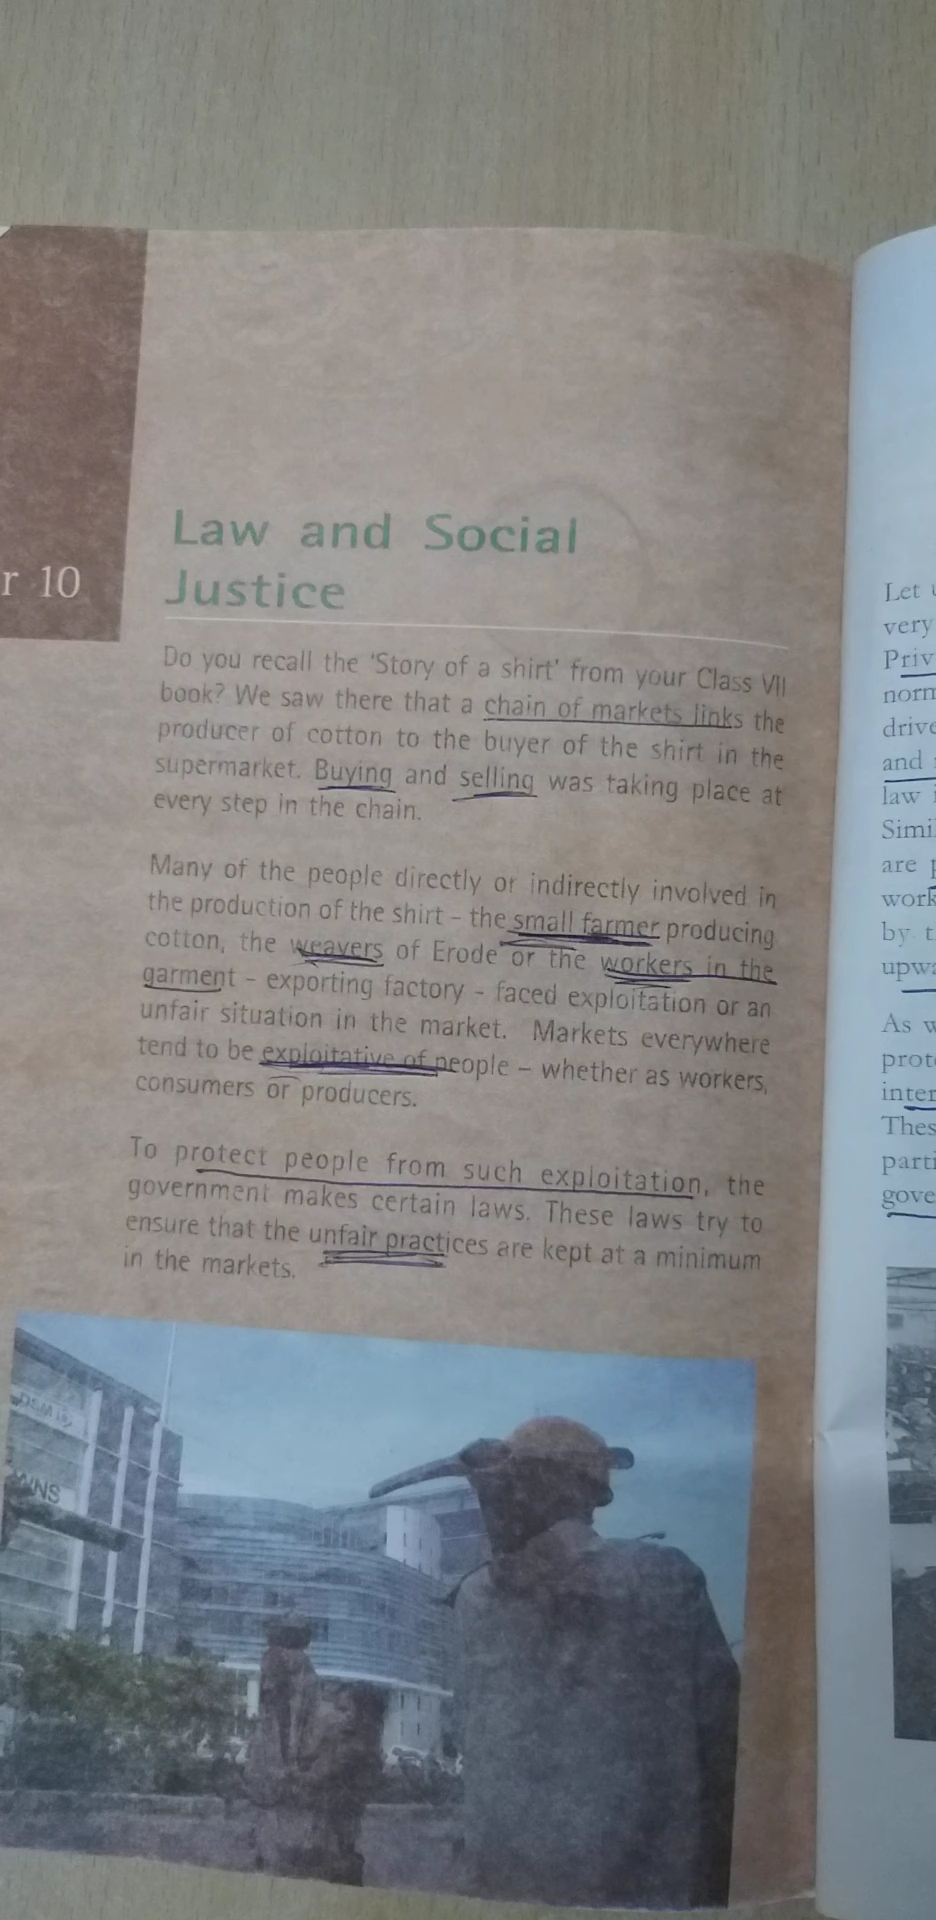 r 10
Law and Social
Justice
Do you recall the 'Story of a shirt' from your Class VII
book? We saw there that a chain of markets links the
producer of cotton to the buyer of the shirt in the
supermarket. Buying and selling was taking place at
every step in the chain.
Many of the people directly or indirectly involved in
the production of the shirt – the small farmer producing
cotton, the weavers of Erode or the workers in the
garment – exporting factory – faced exploitation or an
unfair situation in the market. Markets everywhere
tend to be exploitative of people – whether as workers,
consumers or producers.
To protect people from such exploitation, the
government makes certain laws. These laws try to
ensure that the unfair practices are kept at a minimum
in the markets.
WNS
Let
very
Priv
norm
drive
and
law
Simil
are
work
by t
upwa
As w
prote
inter
Thes
parti
gove